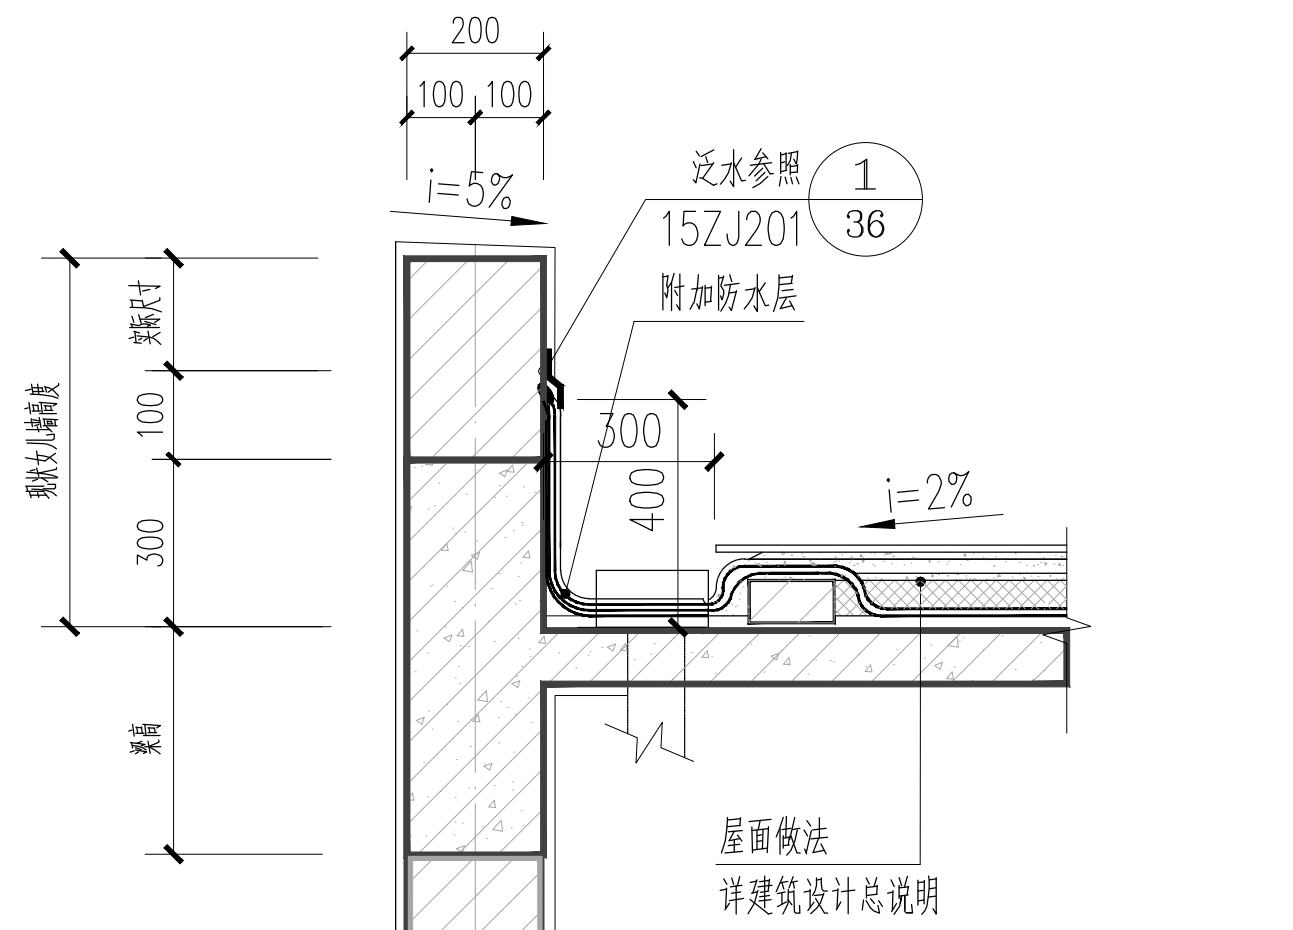 200
100 100
i=5%
泛水参照
15ZJ201
1
36
附加防水层
实际尺寸
100
现状女儿墙高度
300
300
400
i=2%
梁高
屋面做法
详建筑设计总说明